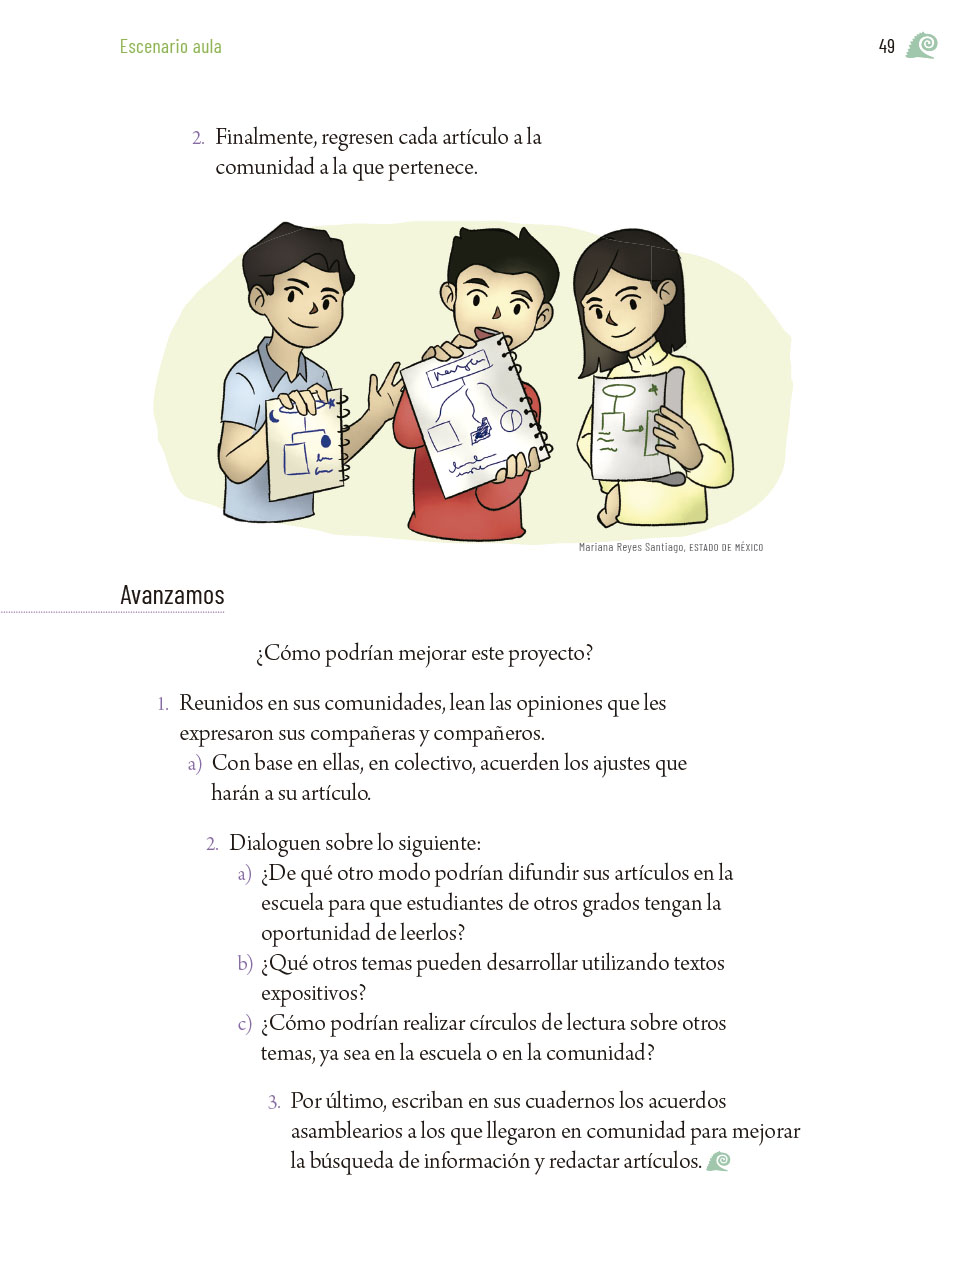 Escenario aula
49
2. Finalmente, regresen cada artículo a la
comunidad a la que pertenece.
Mariana Reyes Santiago, ESTADO DE MÉXICO
Avanzamos
¿Cómo podrían mejorar este proyecto?
1. Reunidos en sus comunidades, lean las opiniones que les
expresaron sus compañeras y compañeros.
a) Con base en ellas, en colectivo, acuerden los ajustes que
harán a su artículo.
2. Dialoguen sobre lo siguiente:
a) ¿De qué otro modo podrían difundir sus artículos en la
escuela para que estudiantes de otros grados tengan la
oportunidad de leerlos?
b) ¿Qué otros temas pueden desarrollar utilizando textos
expositivos?
c) ¿Cómo podrían realizar círculos de lectura sobre otros
temas, ya sea en la escuela o en la comunidad?
3. Por último, escriban en sus cuadernos los acuerdos
asamblearios a los que llegaron en comunidad para mejorar
la búsqueda de información y redactar artículos.